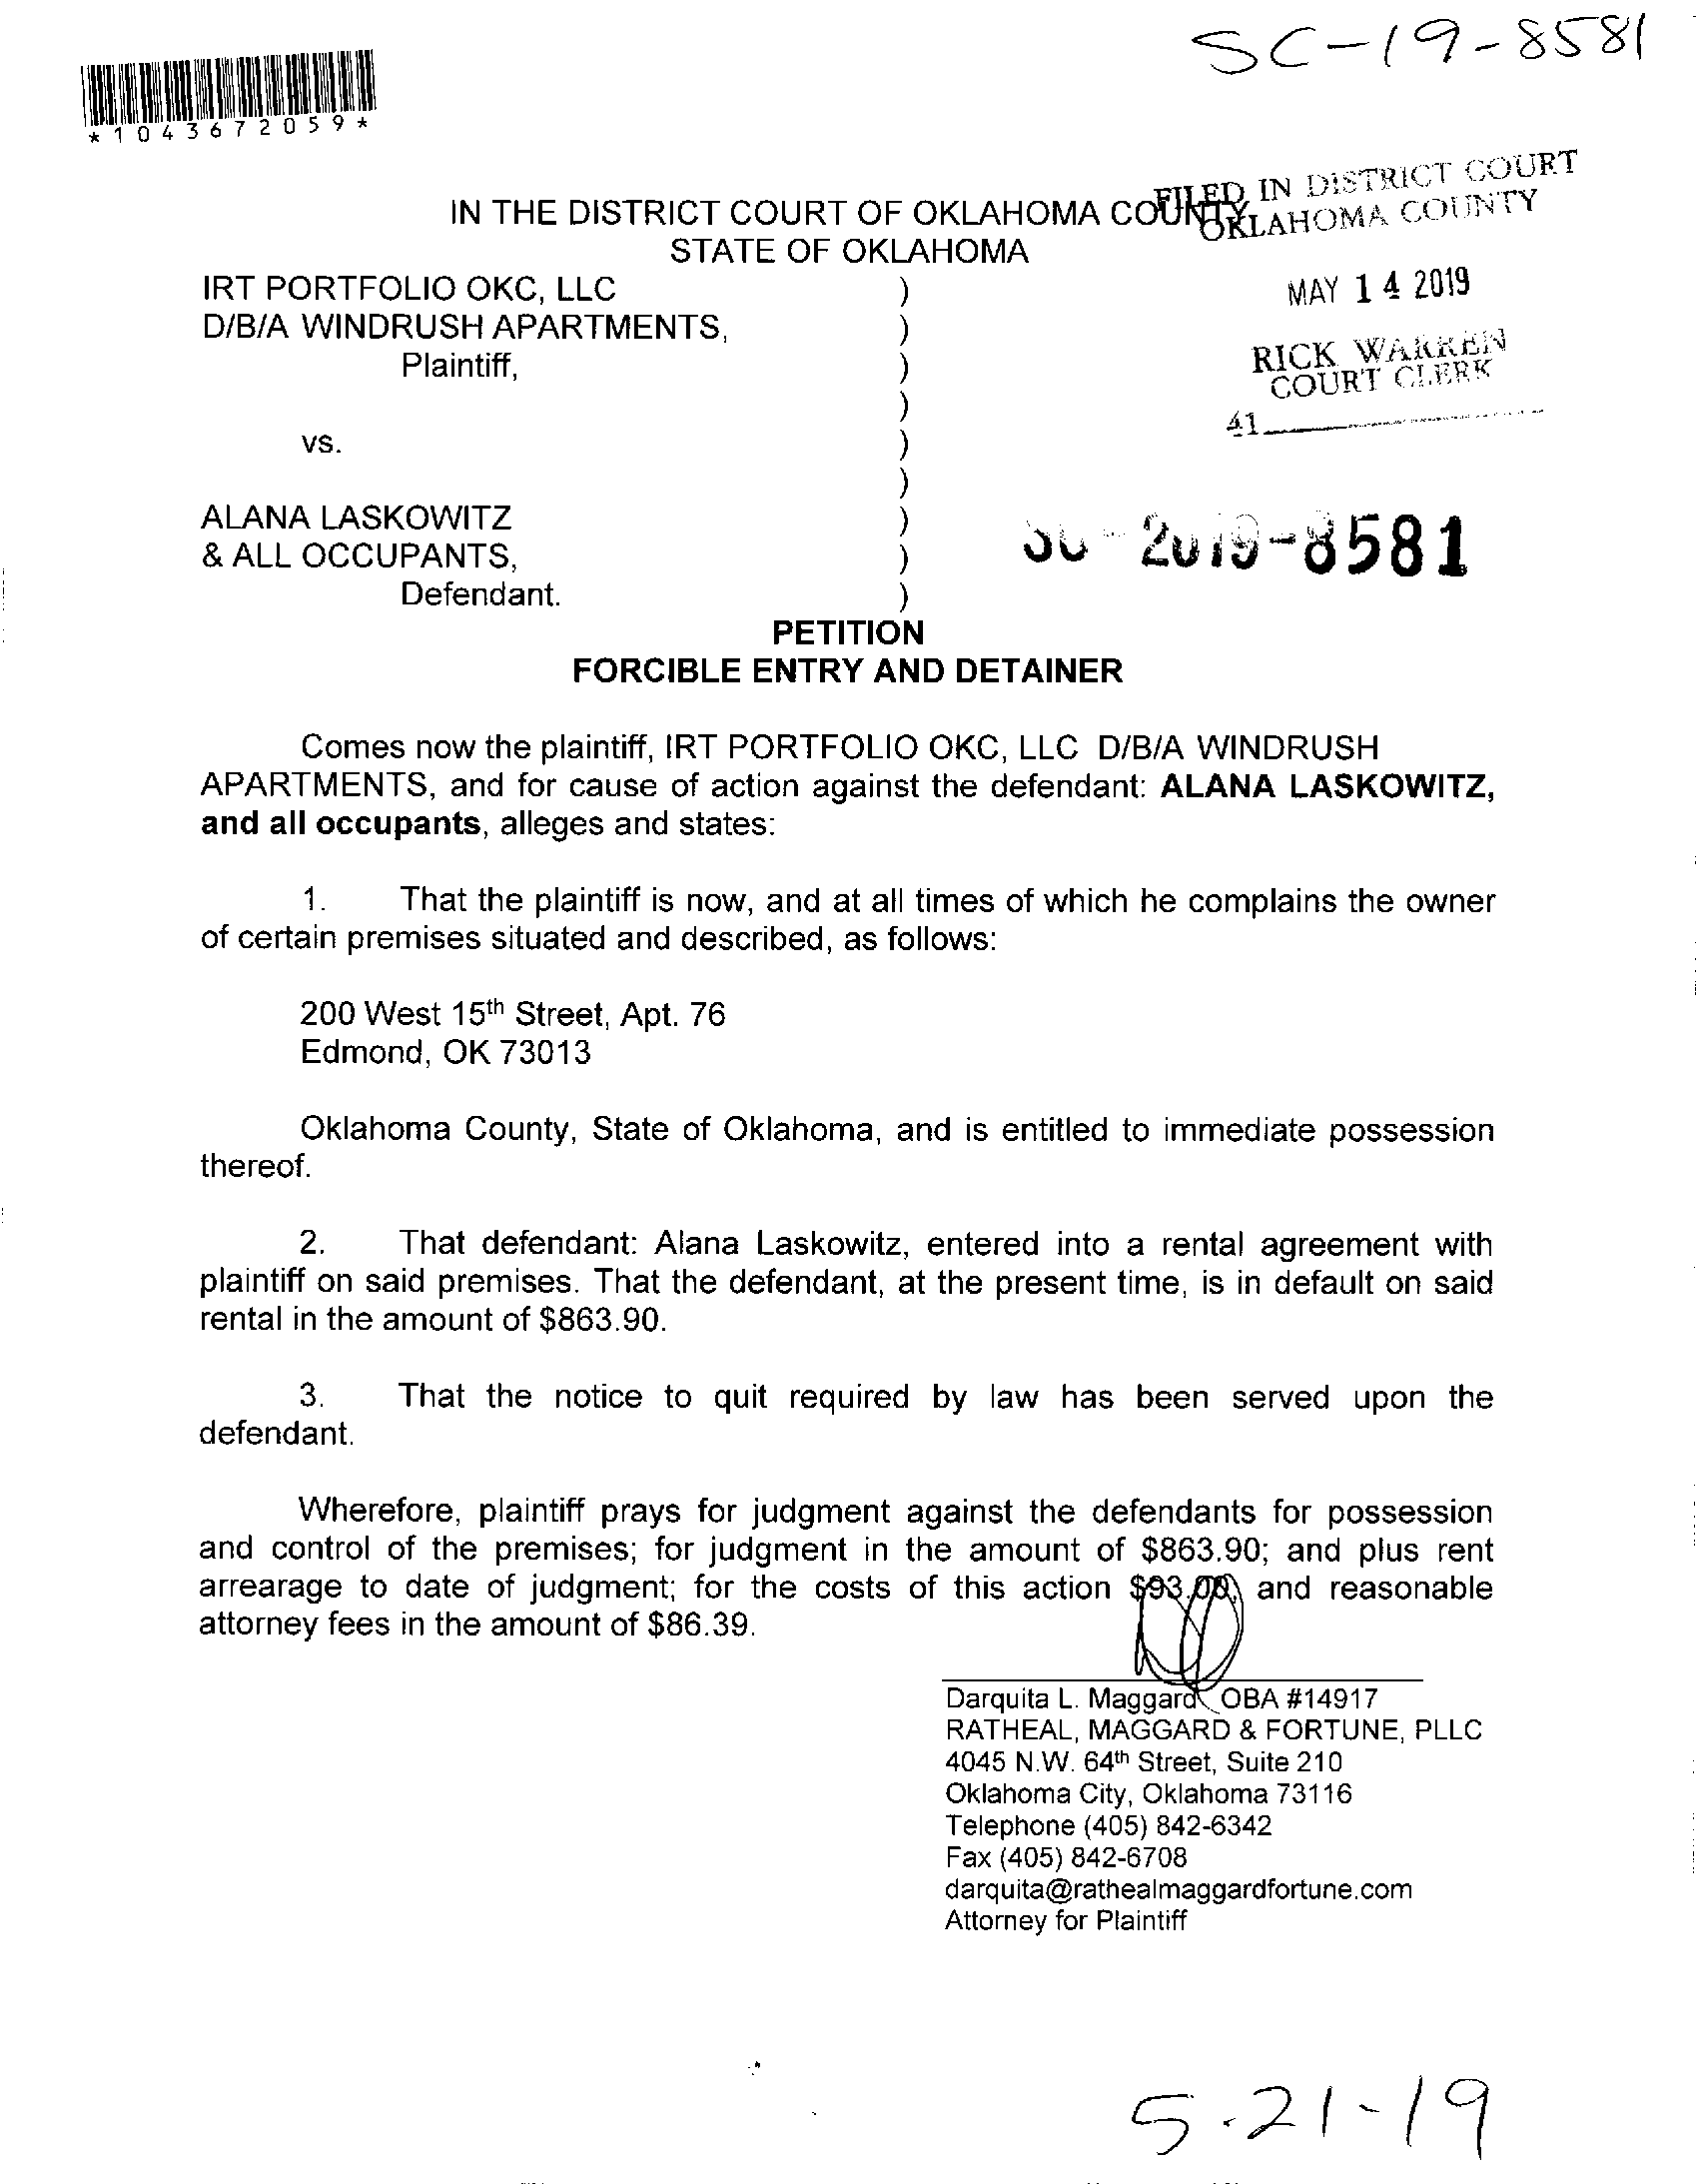 SC-19-8581
*1043672059*
FILED IN DISTRICT COURT
OKLAHOMA COUNTY
IN THE DISTRICT COURT OF OKLAHOMA COUNTY
STATE OF OKLAHOMA
MAY 14 2019
RICK WARREN
COURT CLERK
41
IRT PORTFOLIO OKC, LLC )
D/B/A WINDRUSH APARTMENTS, )
Plaintiff, )
)
vs. )
)
ALANA LASKOWITZ )
& ALL OCCUPANTS, )
Defendant. )
SC-2019-8581
PETITION
FORCIBLE ENTRY AND DETAINER
Comes now the plaintiff, IRT PORTFOLIO OKC, LLC D/B/A WINDRUSH
APARTMENTS, and for cause of action against the defendant: ALANA LASKOWITZ,
and all occupants, alleges and states:
1. That the plaintiff is now, and at all times of which he complains the owner
of certain premises situated and described, as follows:
200 West 15th Street, Apt. 76
Edmond, OK 73013
Oklahoma County, State of Oklahoma, and is entitled to immediate possession
thereof.
2. That defendant: Alana Laskowitz, entered into a rental agreement with
plaintiff on said premises. That the defendant, at the present time, is in default on said
rental in the amount of $863.90.
3. That the notice to quit required by law has been served upon the
defendant.
Wherefore, plaintiff prays for judgment against the defendants for possession
and control of the premises; for judgment in the amount of $863.90; and plus rent
arrearage to date of judgment; for the costs of this action $93.00, and reasonable
attorney fees in the amount of $86.39.
Darquita L. Maggard OBA #14917
RATHEAL, MAGGARD & FORTUNE, PLLC
4045 N.W. 64th Street, Suite 210
Oklahoma City, Oklahoma 73116
Telephone (405) 842-6342
Fax (405) 842-6708
darquita@rathealmaggardfortune.com
Attorney for Plaintiff
5-21-19